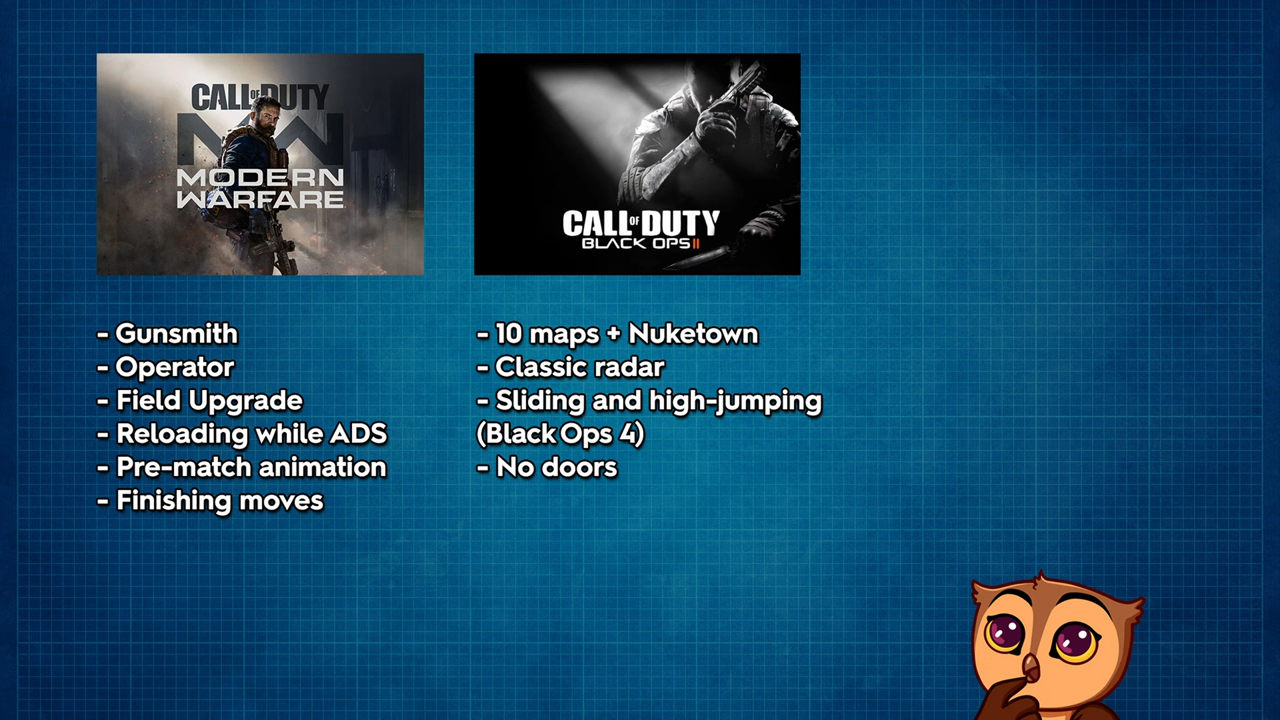 CALL OF DUTY
MW
MODERN
WARFARE
CALL OF DUTY
BLACK OPS II
- Gunsmith
- Operator
- Field Upgrade
- Reloading while ADS
- Pre-match animation
- Finishing moves
- 10 maps + Nuketown
- Classic radar
- Sliding and high-jumping
(Black Ops 4)
- No doors